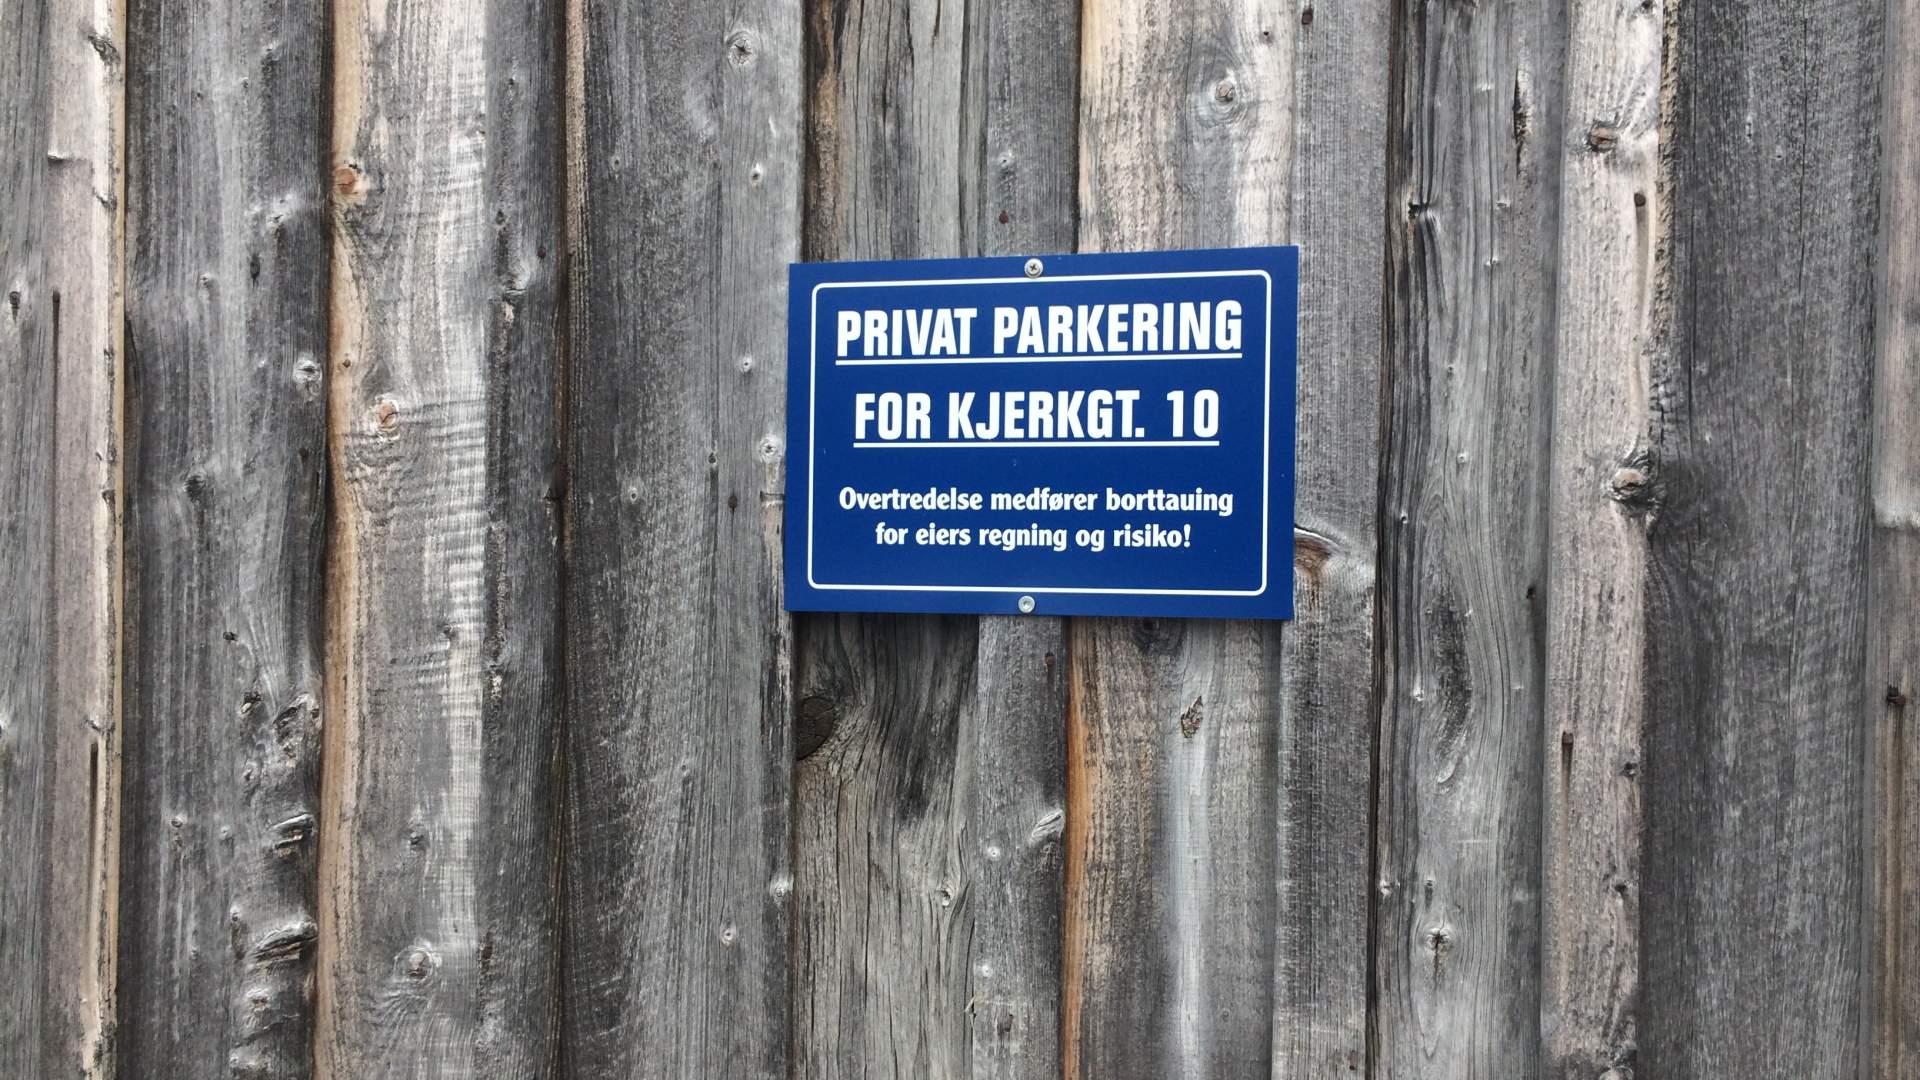 PRIVAT PARKERING
FOR KJERKGT. 10
Overtredelse medfører borttauing
for eiers regning og risiko!